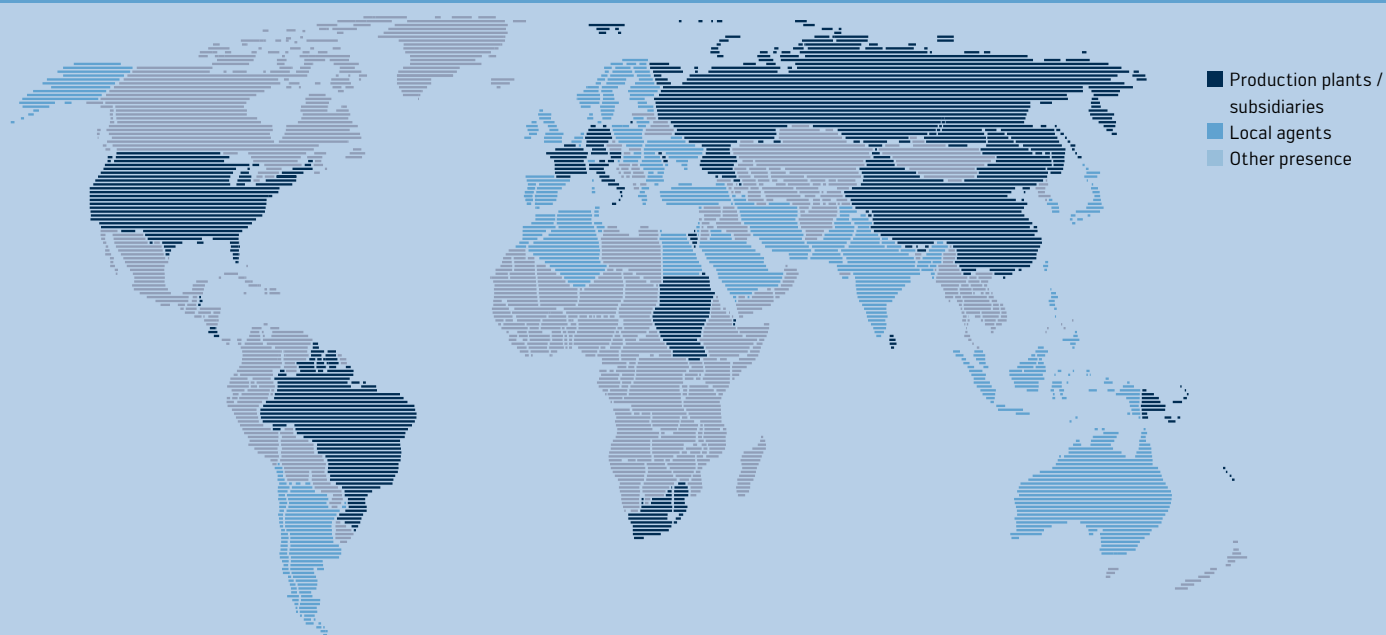 Production plants /
subsidiaries
Local agents
Other presence